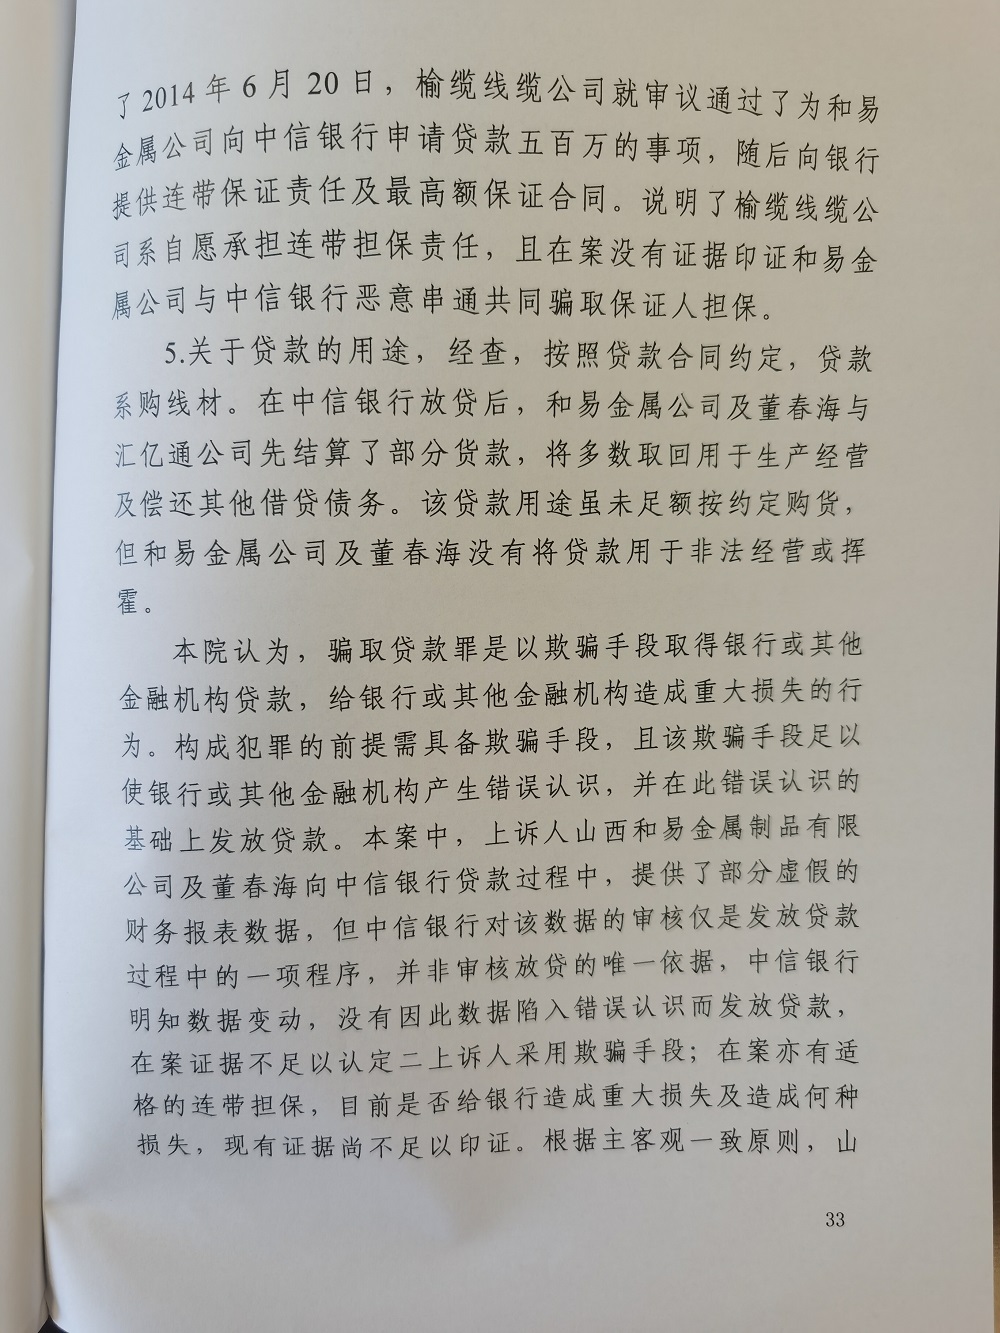 了2014年6月20日，榆缆线缆公司就审议通过了为和易
金属公司向中信银行申请贷款五百万的事项，随后向银行
提供连带保证责任及最高额保证合同。说明了榆缆线缆公
司系自愿承担连带担保责任，且在案没有证据印证和易金
属公司与中信银行恶意串通共同骗取保证人担保。
5.关于贷款的用途，经查，按照贷款合同约定，贷款
系购线材。在中信银行放贷后，和易金属公司及董春海与
汇亿通公司先结算了部分货款，将多数取回用于生产经营
及偿还其他借贷债务。该贷款用途虽未足额按约定购货，
但和易金属公司及董春海没有将贷款用于非法经营或挥
霍。
本院认为，骗取贷款罪是以欺骗手段取得银行或其他
金融机构贷款，给银行或其他金融机构造成重大损失的行
为。构成犯罪的前提需具备欺骗手段，且该欺骗手段足以
使银行或其他金融机构产生错误认识，并在此错误认识的
基础上发放贷款。本案中，上诉人山西和易金属制品有限
公司及董春海向中信银行贷款过程中，提供了部分虚假的
财务报表数据，但中信银行对该数据的审核仅是发放贷款
过程中的一项程序，并非审核放贷的唯一依据，中信银行
明知数据变动，没有因此数据陷入错误认识而发放贷款，
在案证据不足以认定二上诉人采用欺骗手段；在案亦有适
格的连带担保，目前是否给银行造成重大损失及造成何种
损失，现有证据尚不足以印证。根据主客观一致原则，山
33